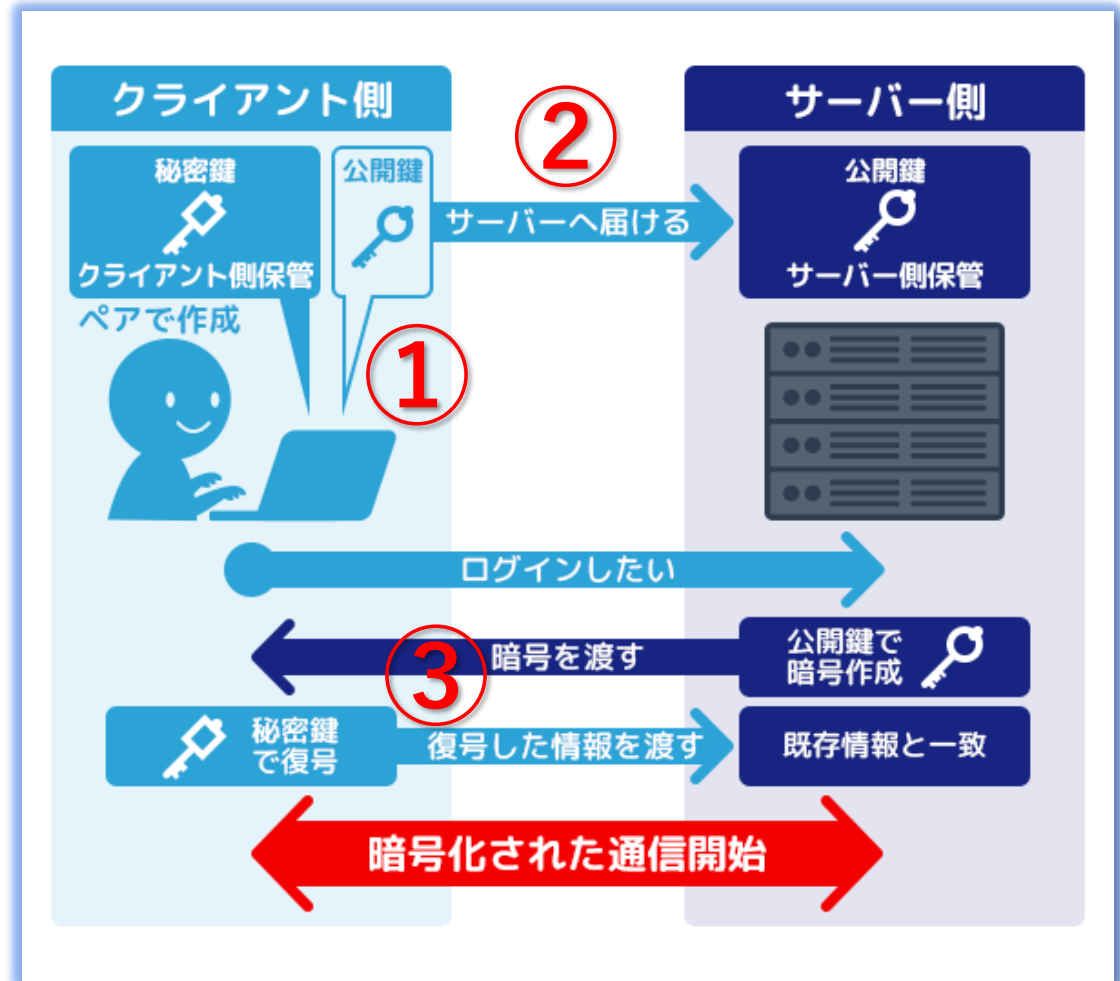 クライアント側
サーバー側
②
秘密鍵
公開鍵
クライアント側保管
サーバーへ届ける
公開鍵
サーバー側保管
ペアで作成
①
ログインしたい
③
暗号を渡す
公開鍵で
暗号作成
秘密鍵
で復号
復号した情報を渡す
既存情報と一致
暗号化された通信開始